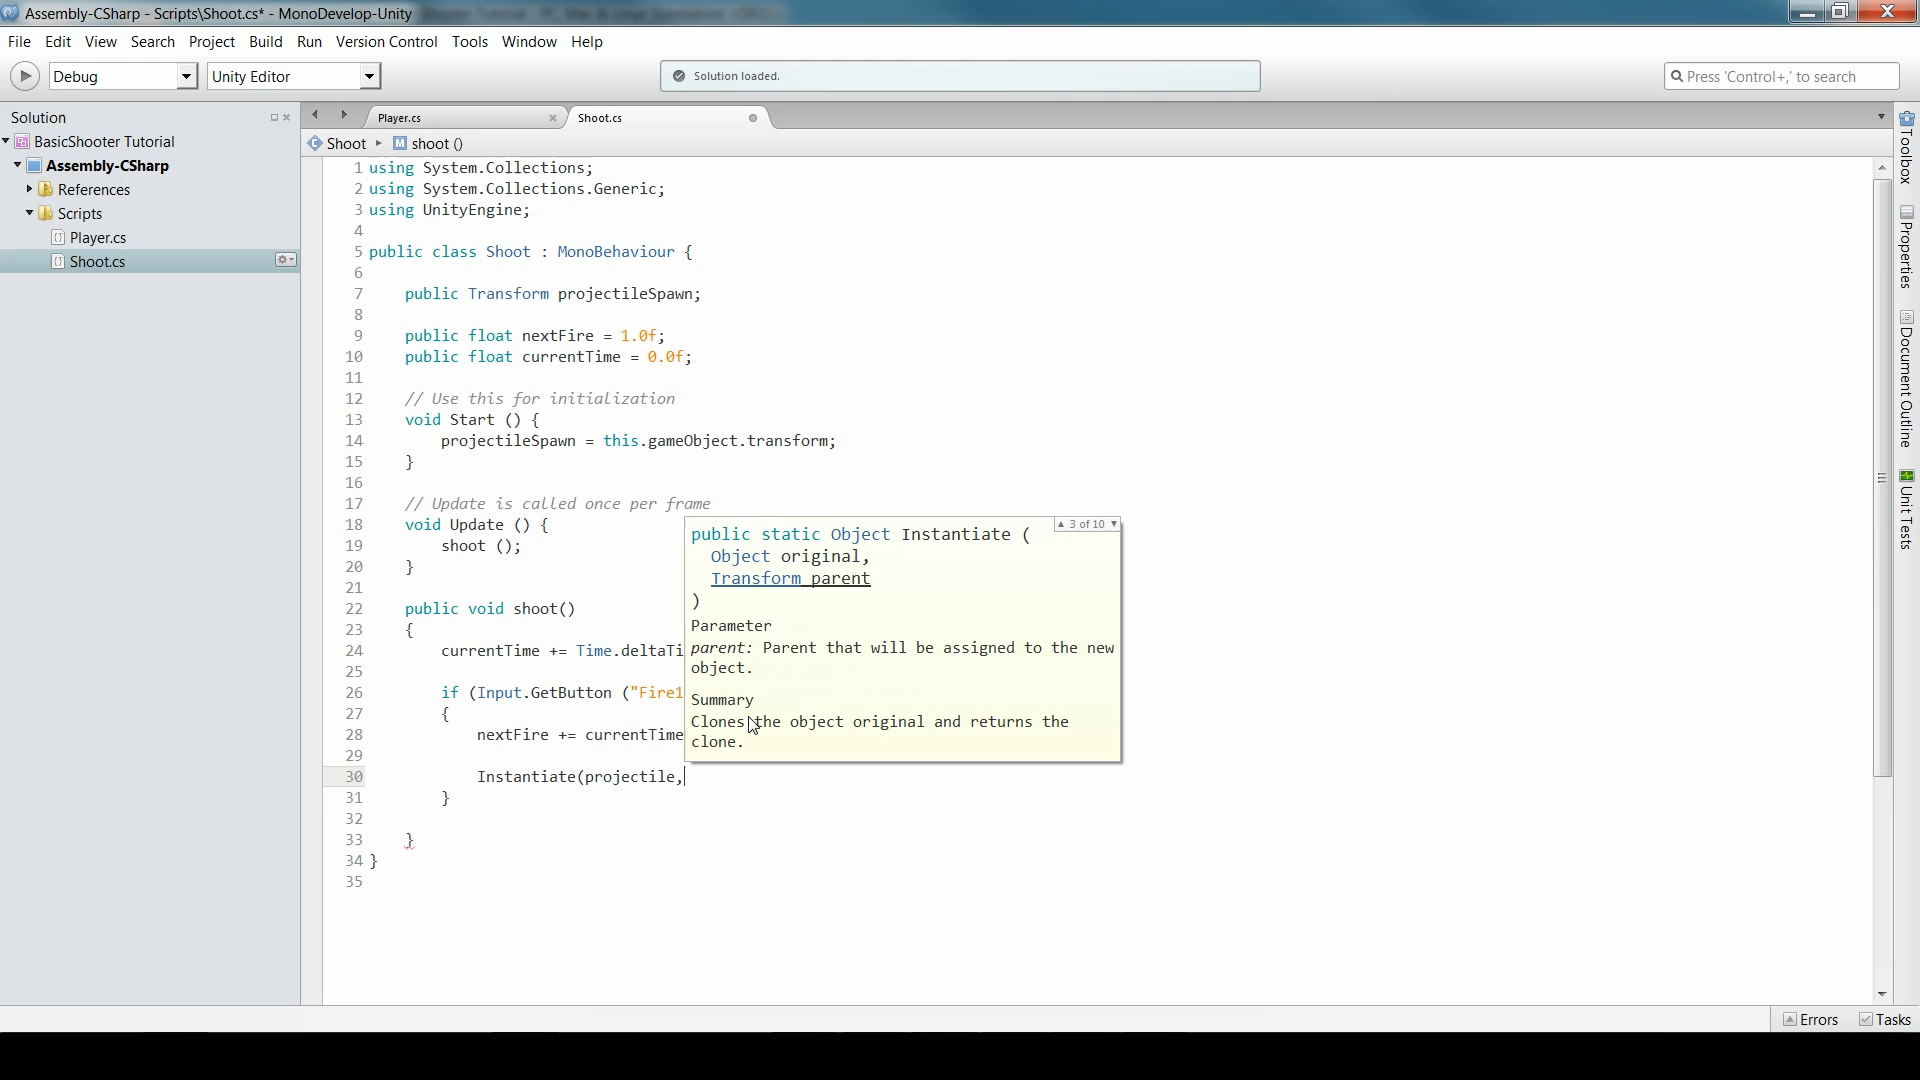 Assembly-CSharp - Scripts\Shoot.cs* - MonoDevelop-Unity
File Edit View Search Project Build Run Version Control Tools Window Help
Debug Unity Editor Solution loaded. Press 'Control+,' to search
Solution
BasicShooter Tutorial
Assembly-CSharp
References
Scripts
Player.cs
Shoot.cs
Player.cs Shoot.cs
Shoot shoot ()
1 using System.Collections;
2 using System.Collections.Generic;
3 using UnityEngine;
4
5 public class Shoot : MonoBehaviour {
6
7 public Transform projectileSpawn;
8
9 public float nextFire = 1.0f;
10 public float currentTime = 0.0f;
11
12 // Use this for initialization
13 void Start () {
14 projectileSpawn = this.gameObject.transform;
15 }
16
17 // Update is called once per frame
18 void Update () {
19 shoot ();
20 }
21
22 public void shoot()
23 {
24 currentTime += Time.deltaTi
25
26 if (Input.GetButton ("Fire1
27 {
28 nextFire += currentTime
29
30 Instantiate(projectile,
31 }
32
33 }
34 }
35
3 of 10
public static Object Instantiate (
Object original,
Transform parent
)
Parameter
parent: Parent that will be assigned to the new
object.
Summary
Clones the object original and returns the
clone.
Toolbox
Properties
Document Outline
Unit Tests
Errors Tasks